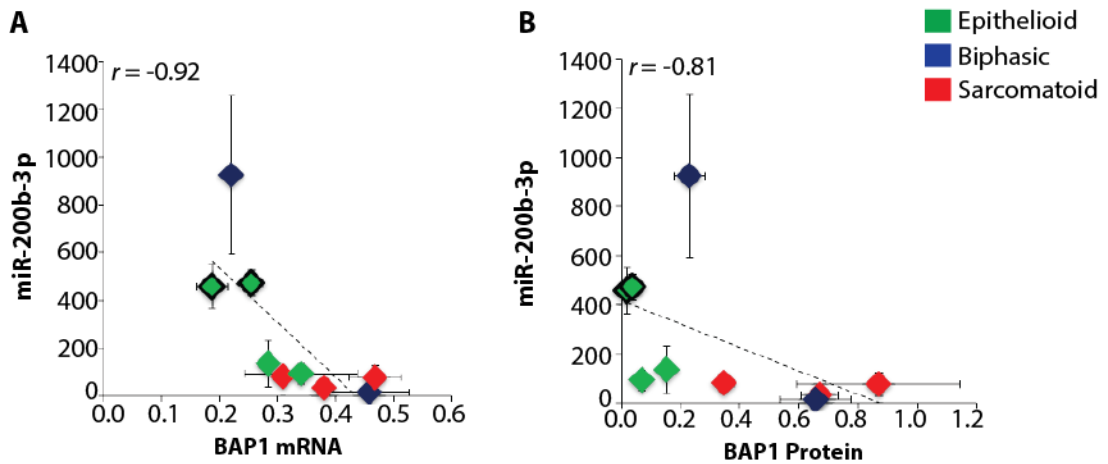 A
r = -0.92
miR-200b-3p
1400
1200
1000
800
600
400
200
0
0.0 0.1 0.2 0.3 0.4 0.5 0.6
BAP1 mRNA
B
r = -0.81
miR-200b-3p
1400
1200
1000
800
600
400
200
0
0.0 0.2 0.4 0.6 0.8 1.0 1.2
BAP1 Protein
Epithelioid
Biphasic
Sarcomatoid